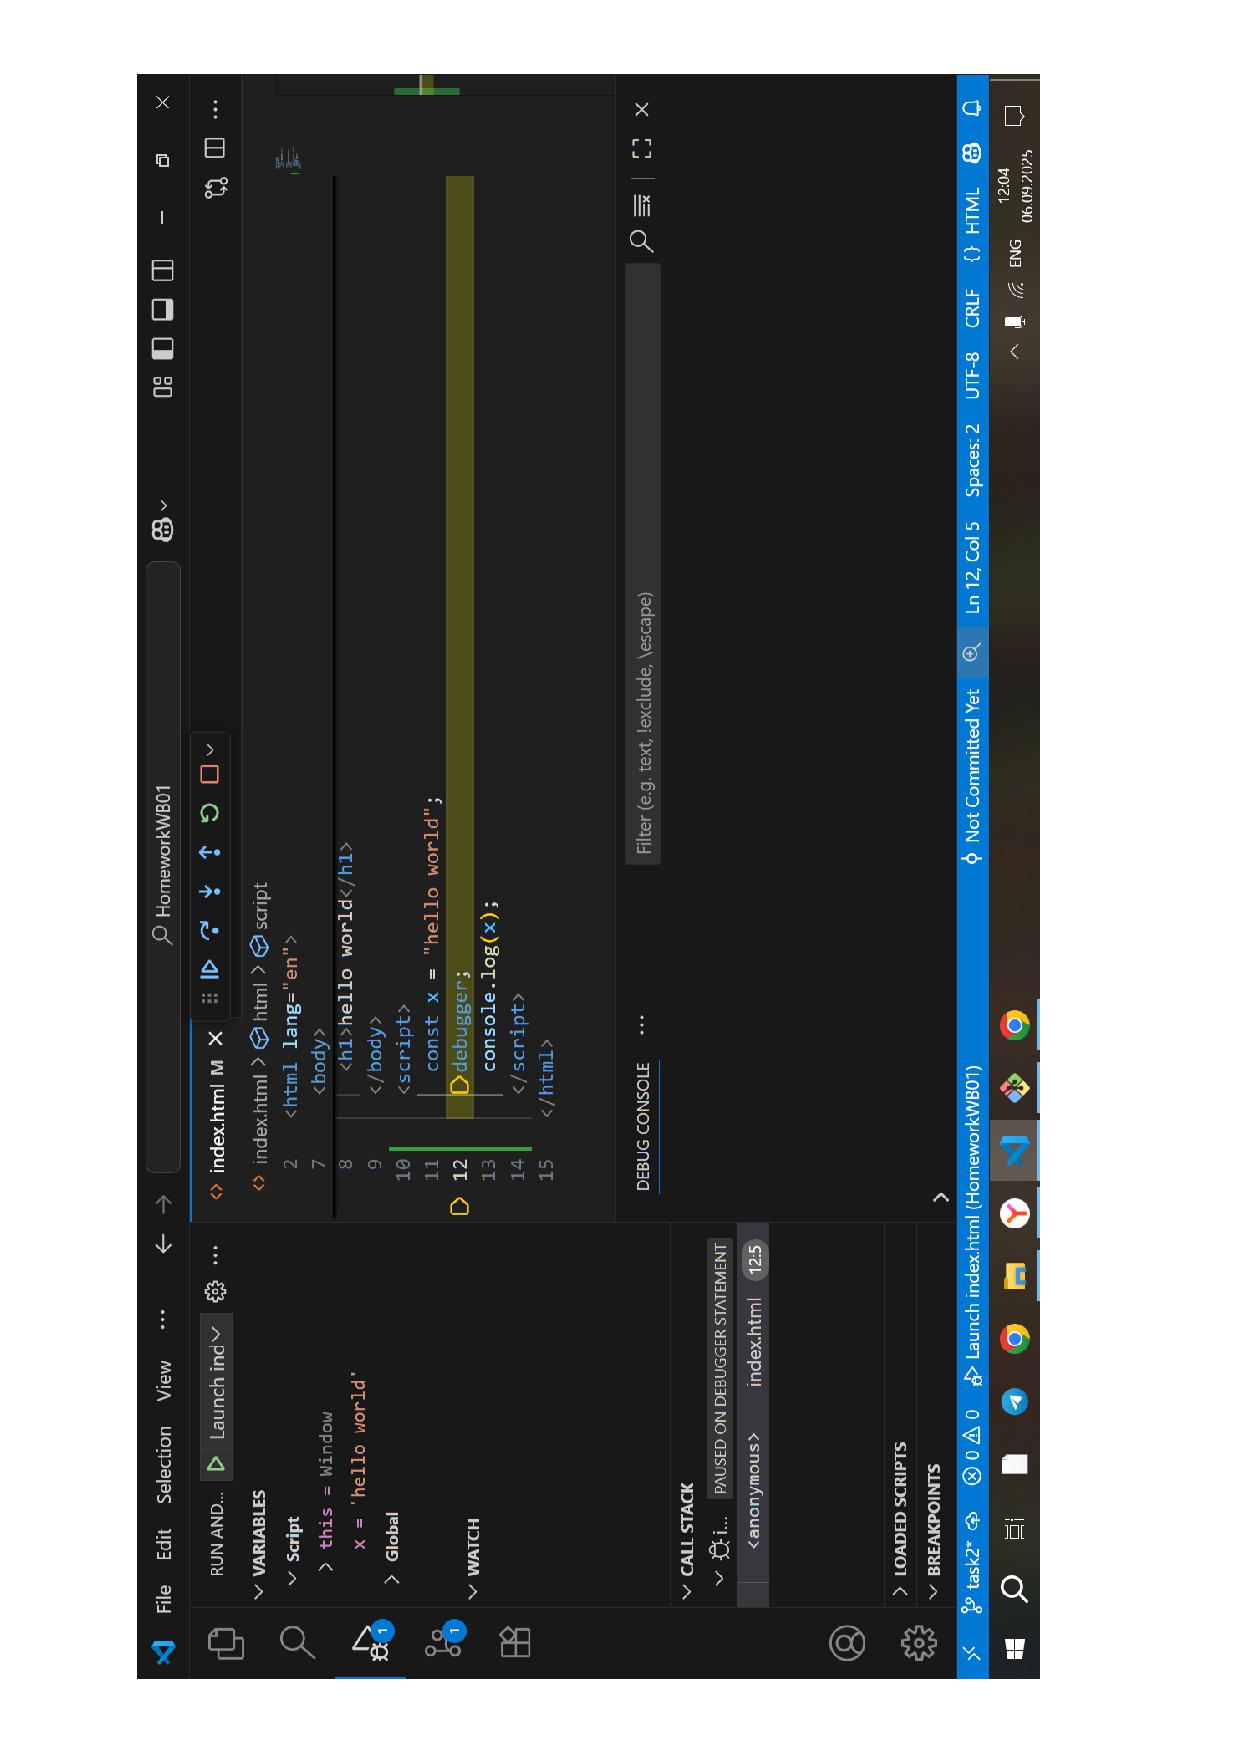 File Edit Selection View ...
HomeworkWB01
RUN AND...
Launch ind
VARIABLES
Script
this = Window
x = 'hello world'
Global
WATCH
CALL STACK
i...
PAUSED ON DEBUGGER STATEMENT
<anonymous> index.html 12:5
LOADED SCRIPTS
BREAKPOINTS
1
1
index.html M
index.html > html > script
2 <html lang="en">
7 <body>
8 <h1>hello world</h1>
9 </body>
10 <script>
11 const x = "hello world";
12 debugger;
13 console.log(x);
14 </script>
15 </html>
DEBUG CONSOLE ...
Filter (e.g. text, !exclude, \escape)
>
task2* 0 0 Launch index.html (HomeworkWB01) Not Committed Yet Ln 12, Col 5 Spaces: 2 UTF-8 CRLF {} HTML
ENG
12:04
06.09.2025